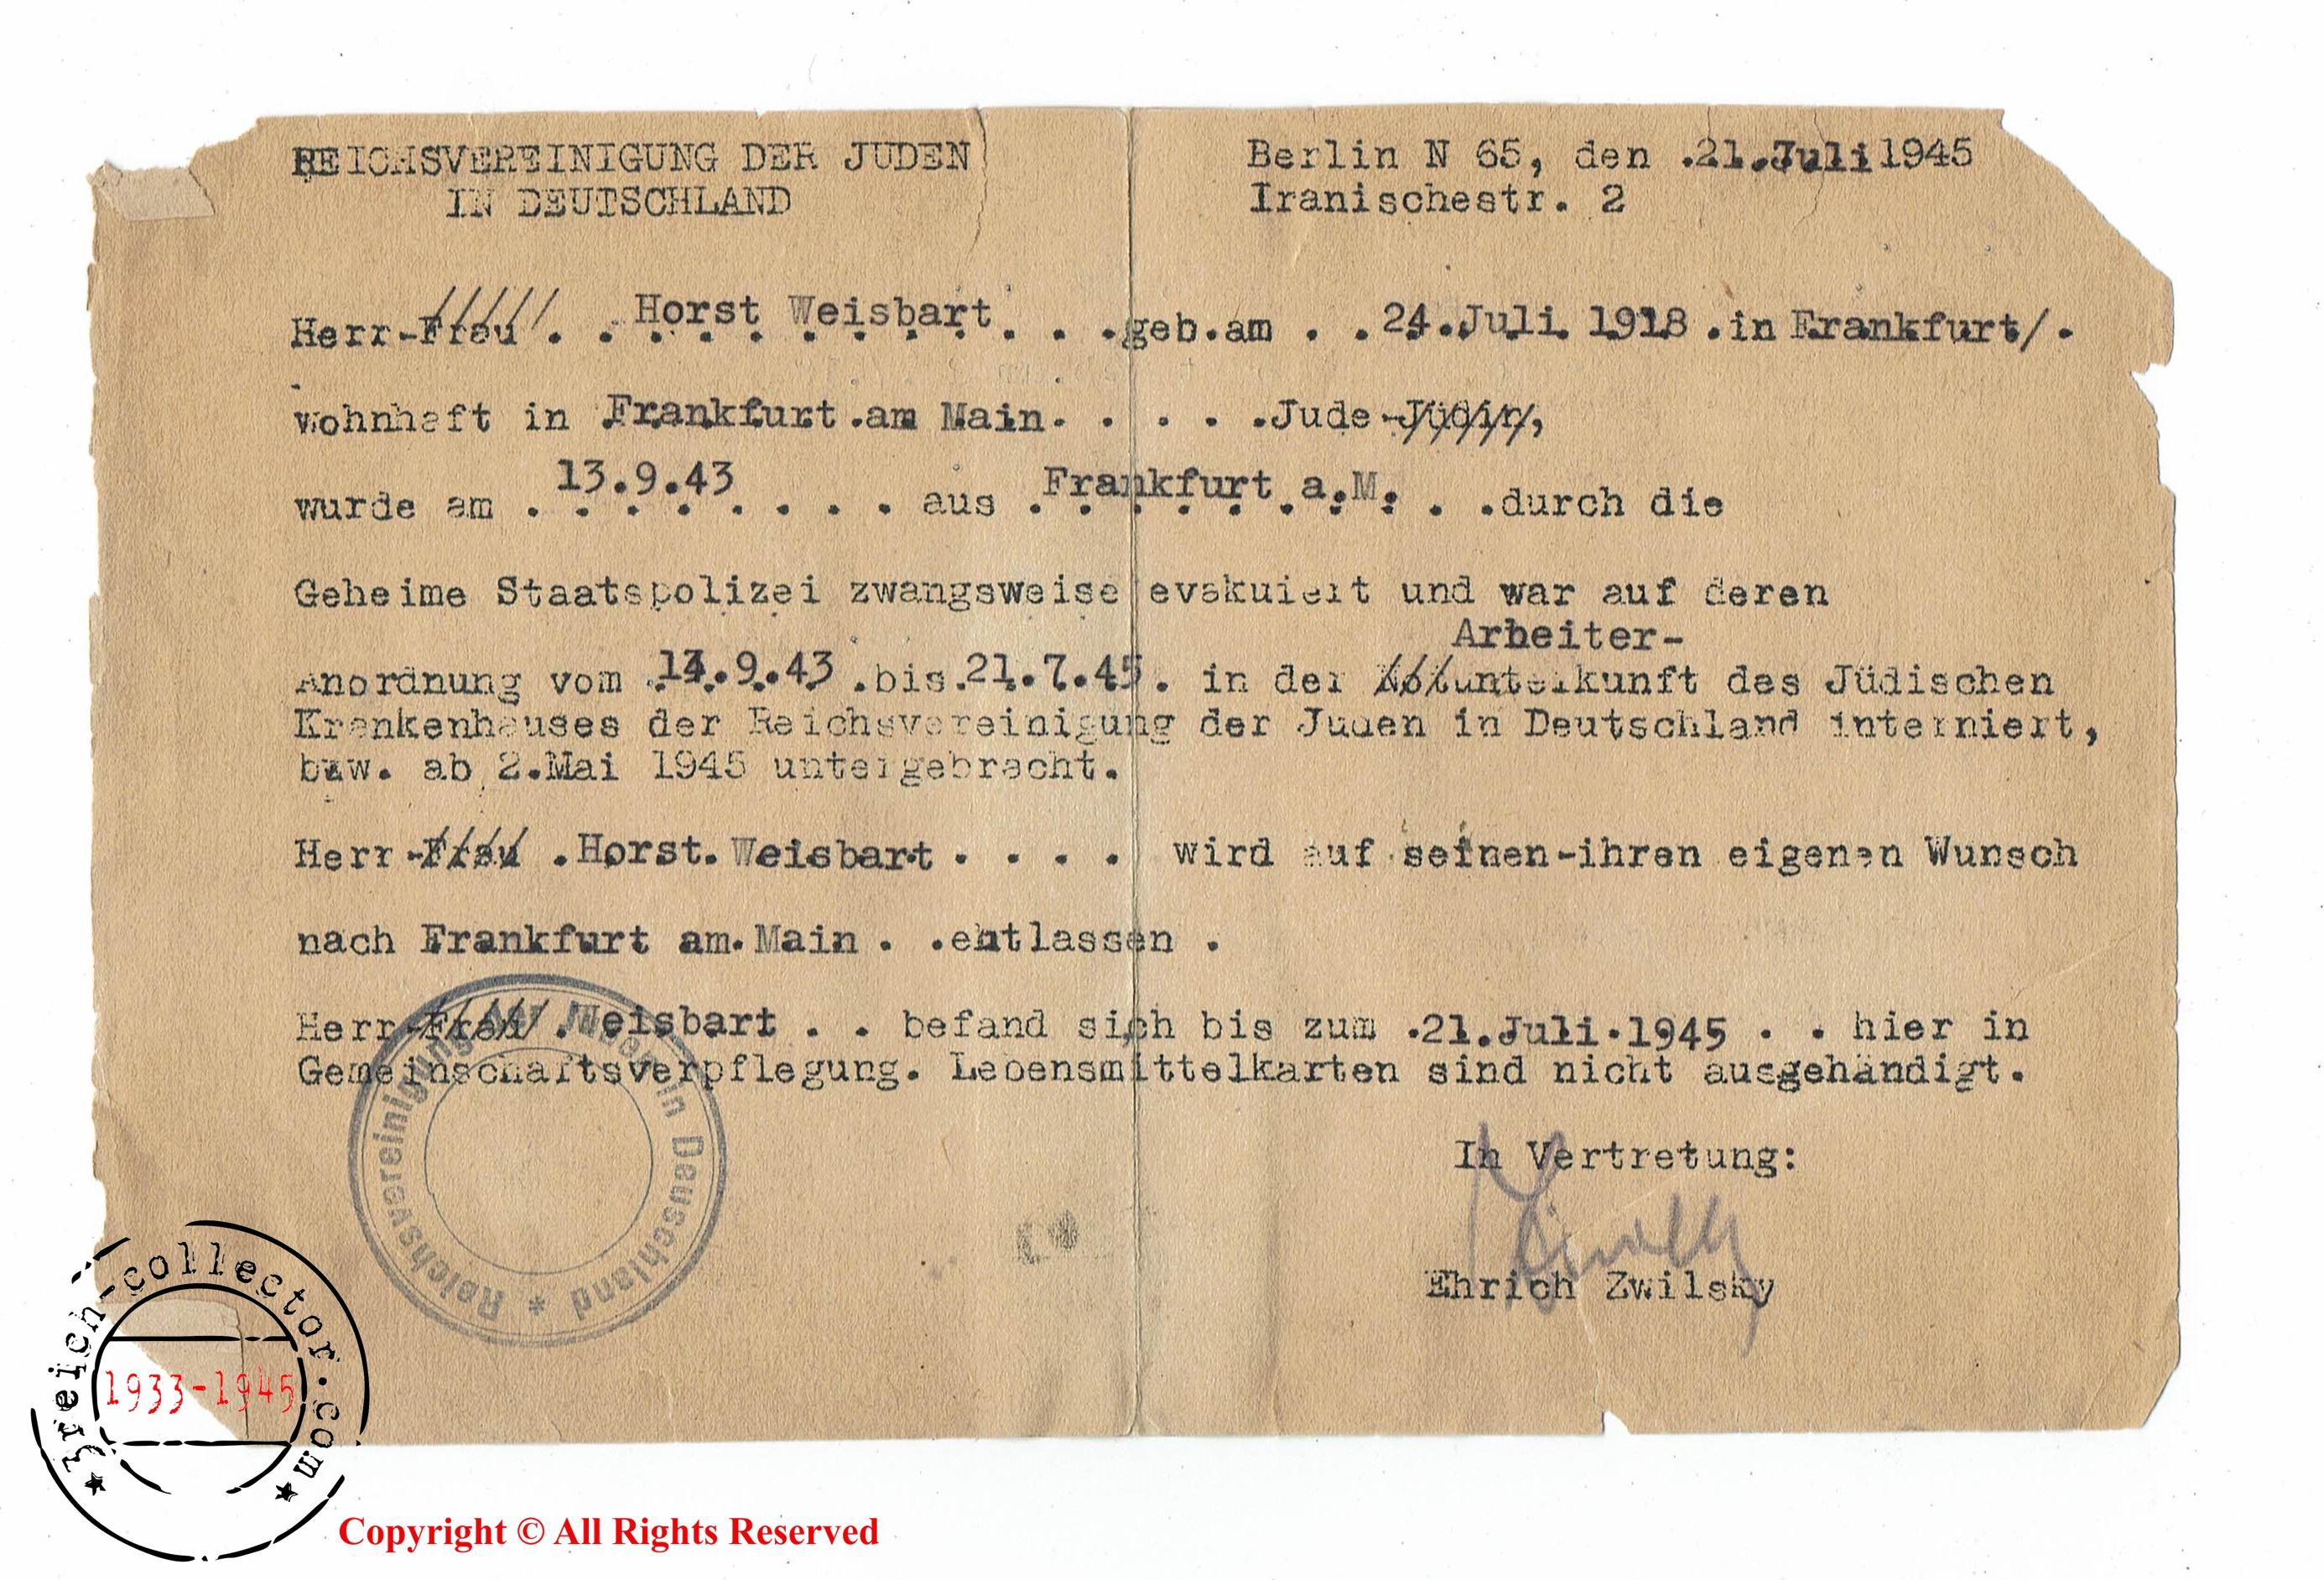 REICHSVEREINIGUNG DER JUDEN
IN DEUTSCHLAND
Berlin N 65, den .21.Juli 1945
Iranischestr. 2
Herr-Frau . . Horst Weisbart . . . geb.am . . 24.Juli 1918 .in Frankfurt/.
wohnhaft in Frankfurt.am Main. . . . .Jude-Jüdin,
wurde am 13.9.43 . . . . aus Frankfurt a.M. . .durch die
Geheime Staatspolizei zwangsweise evakuiert und war auf deren
Arbeiter-
Anordnung vom 14.9.43 .bis.21.7.45. in der Notunterkunft des Jüdischen
Krankenhauses der Reichsvereinigung der Juden in Deutschland interniert,
bzw. ab 2.Mai 1945 untergebracht.
Herr-Frau .Horst.Weisbart . . . . wird auf seinen-ihren eigenen Wunsch
nach Frankfurt am.Main . .entlassen .
Herr-Frau .Weisbart . . befand sich bis zum .21.Juli.1945 . . hier in
Gemeinschaftsverpflegung. Lebensmittelkarten sind nicht ausgehändigt.
In Vertretung:
Ehrich Zwilsky
Reichsvereinigung der Juden in Deuschland *
*3reich-collector.com*
1933-1945
Copyright © All Rights Reserved